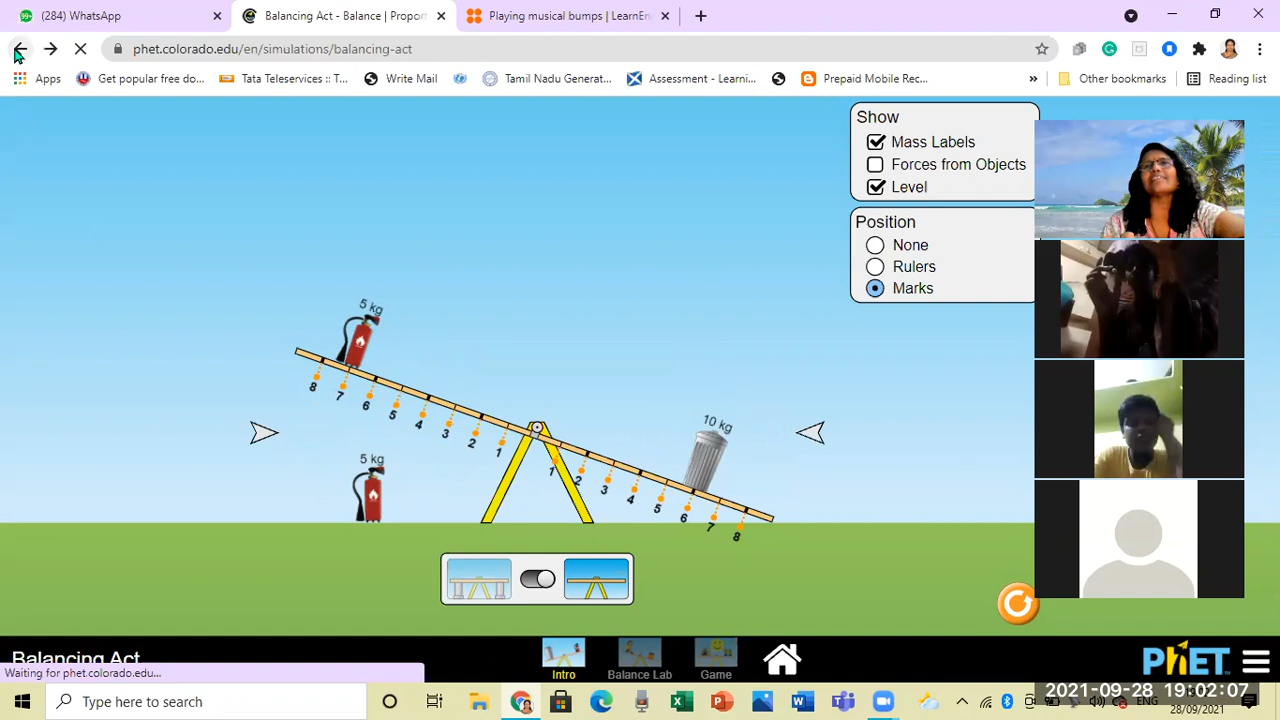 (284) WhatsApp
Balancing Act - Balance | Propor
Playing musical bumps | LearnEn
phet.colorado.edu/en/simulations/balancing-act
Apps
Get popular free do...
Tata Teleservices :: T...
Write Mail
Tamil Nadu Generat...
Assessment - Learni...
Prepaid Mobile Rec...
»
Other bookmarks
Reading list
Show
Mass Labels
Forces from Objects
Level
Position
None
Rulers
Marks
5 kg
10 kg
8 7 6 5 4 3 2 1 1 2 3 4 5 6 7 8
5 kg
Balancing Act
Intro
Balance Lab
Game
PhET
Waiting for phet.colorado.edu...
Type here to search
ENG
2021-09-28 19:02:07
28/09/2021